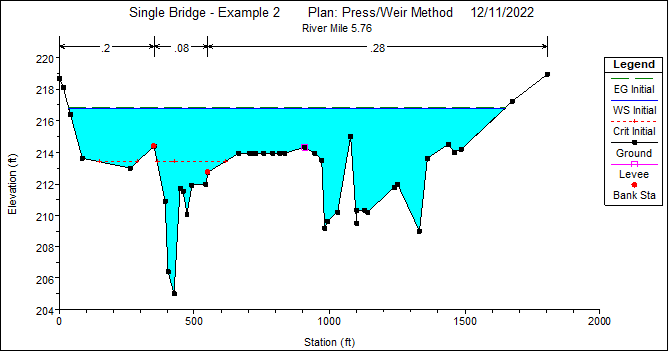 Single Bridge - Example 2 Plan: Press/Weir Method 12/11/2022
River Mile 5.76
.2 .08 .28
220
218
216
214
212
210
208
206
204
Elevation (ft)
0 500 1000 1500 2000
Station (ft)
Legend
EG Initial
WS Initial
Crit Initial
Ground
Levee
Bank Sta